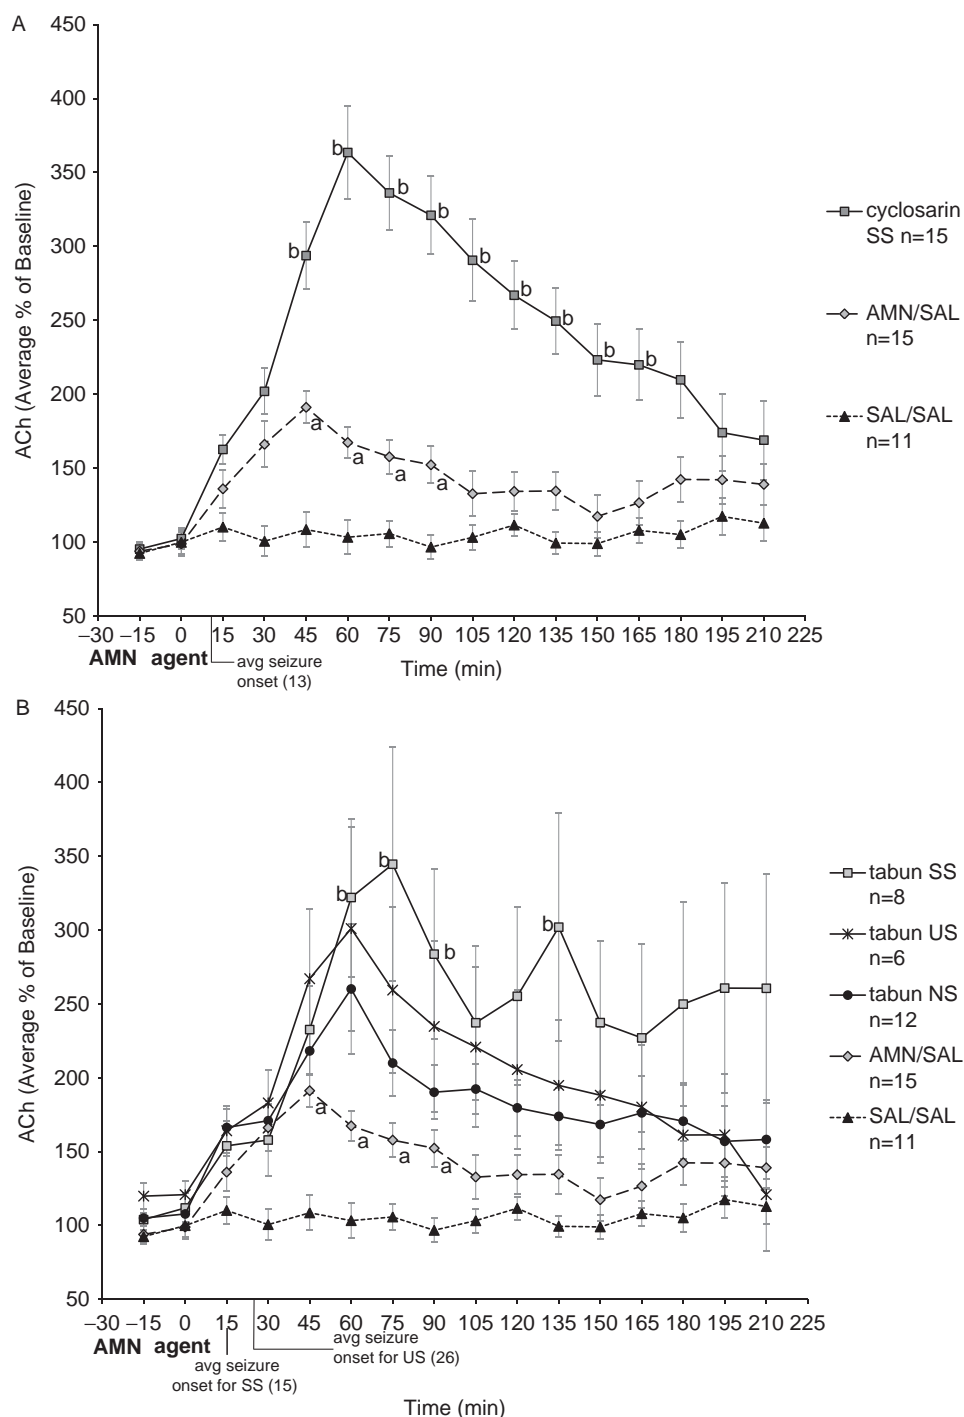 A
450
400
350
300
250
200
150
100
50
ACh (Average % of Baseline)
b
b
b
b
b
b
b
b
b
a
a
a
a
cyclosarin
SS n=15
AMN/SAL
n=15
SAL/SAL
n=11
−30 −15 0 15 30 45 60 75 90 105 120 135 150 165 180 195 210 225
AMN agent
avg seizure
onset (13)
Time (min)
B
450
400
350
300
250
200
150
100
50
ACh (Average % of Baseline)
b
b
b
b
a
a
a
a
tabun SS
n=8
tabun US
n=6
tabun NS
n=12
AMN/SAL
n=15
SAL/SAL
n=11
−30 −15 0 15 30 45 60 75 90 105 120 135 150 165 180 195 210 225
AMN agent
avg seizure
onset for US (26)
avg seizure
onset for SS (15)
Time (min)